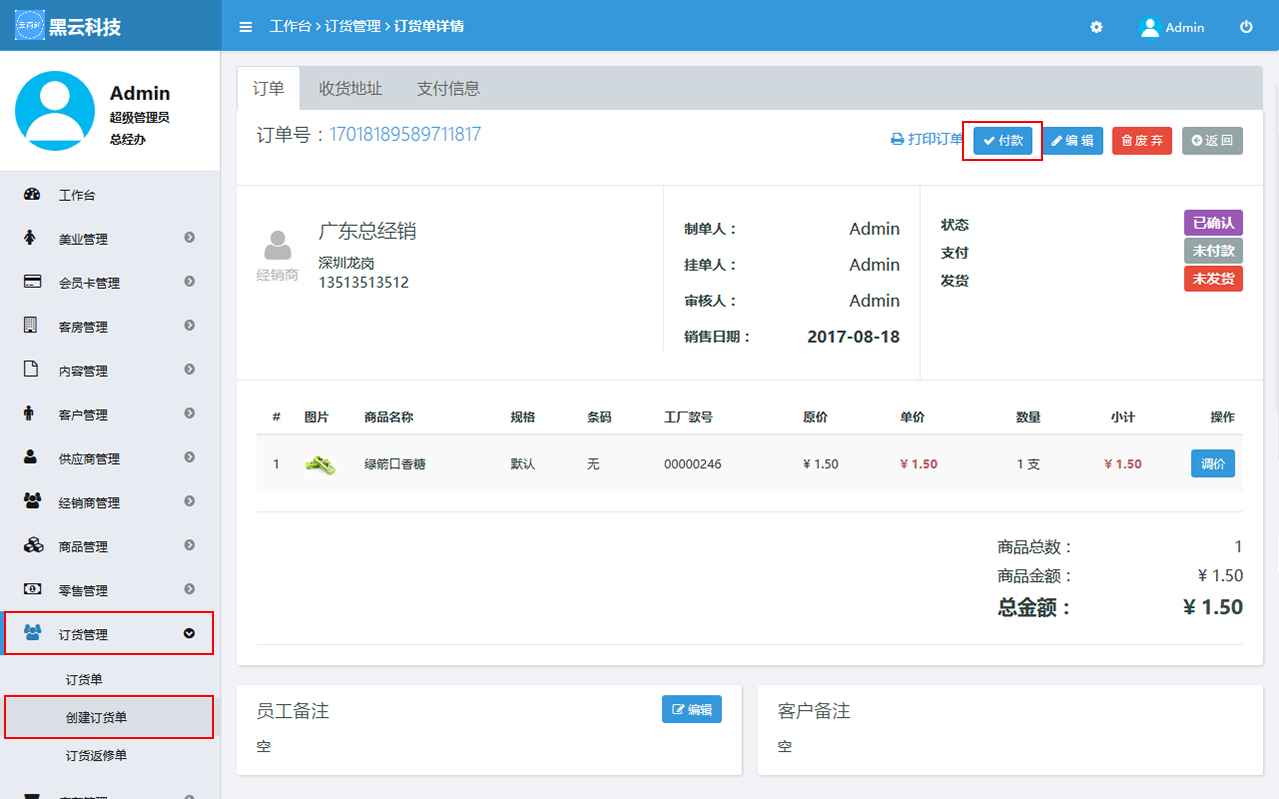 黑云科技
工作台 > 订货管理 > 订货单详情
Admin
Admin
超级管理员
总经办
工作台
美业管理
会员卡管理
客房管理
内容管理
客户管理
供应商管理
经销商管理
商品管理
零售管理
订货管理
订货单
创建订货单
订货返修单
订单 收货地址 支付信息
订单号：17018189589711817
打印订单 付款 编辑 废弃 返回
经销商
广东总经销
深圳龙岗
13513513512
制单人： Admin
挂单人： Admin
审核人： Admin
销售日期： 2017-08-18
状态 已确认
支付 未付款
发货 未发货
# 图片 商品名称 规格 条码 工厂款号 原价 单价 数量 小计 操作
1 绿箭口香糖 默认 无 00000246 ¥ 1.50 ¥ 1.50 1 支 ¥ 1.50 调价
商品总数： 1
商品金额： ¥ 1.50
总金额： ¥ 1.50
员工备注 编辑
空
客户备注
空